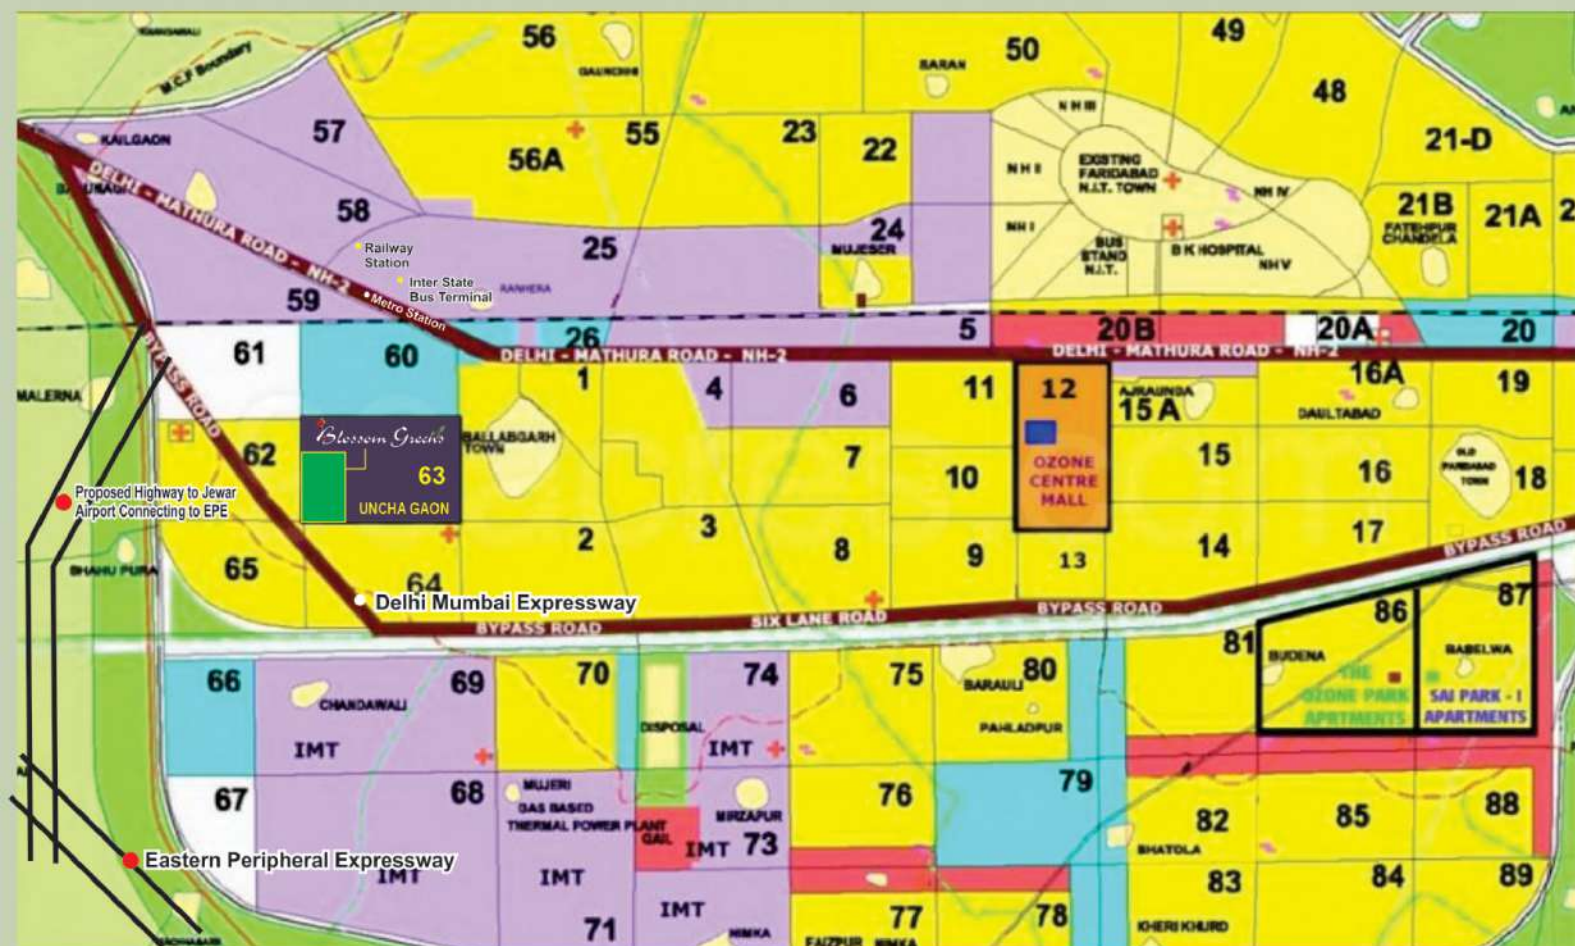 56
50
49
GAUNCHHI
SARAN
48
M.C.F Boundary
NH III
57
KAILGAON
55
23
22
21-D
56A
EXISTING
FARIDABAD
N.I.T. TOWN
NH II
NH IV
58
DELHI - MATHURA ROAD - NH-2
24
MUJESER
NH I
BUS
STAND
N.I.T.
B K HOSPITAL
NH V
21B
FATEHPUR
CHANDELA
21A
2
25
Railway
Station
Inter State
Bus Terminal
RANHERA
59
Metro Station
26
5
20B
20A
20
61
60
DELHI - MATHURA ROAD - NH-2
DELHI - MATHURA ROAD - NH-2
BYPASS ROAD
MALERNA
1
4
6
11
12
AJRAUNDA
15 A
16A
DAULTABAD
19
Blossom Greens
62
63
UNCHA GAON
BALLABGARH
TOWN
7
10
OZONE
CENTRE
MALL
15
16
OLD
FARIDABAD
TOWN
18
Proposed Highway to Jewar
Airport Connecting to EPE
2
3
8
9
13
14
17
BYPASS ROAD
BHAHU PURA
65
64
Delhi Mumbai Expressway
BYPASS ROAD
SIX LANE ROAD
BYPASS ROAD
66
69
70
74
75
80
81
86
87
CHANDAWALI
DISPOSAL
BARAULI
PAHLADPUR
BUDENA
BABELWA
THE
OZONE PARK
APRTMENTS
SAI PARK - I
APARTMENTS
IMT
IMT
67
68
MUJERI
GAS BASED
THERMAL POWER PLANT
GAIL
MIRZAPUR
IMT
73
76
79
82
85
88
BHATOLA
Eastern Peripheral Expressway
IMT
IMT
71
IMT
NIMKA
77
78
83
84
89
FAIZPUR NIMKA
KHERI KHURD